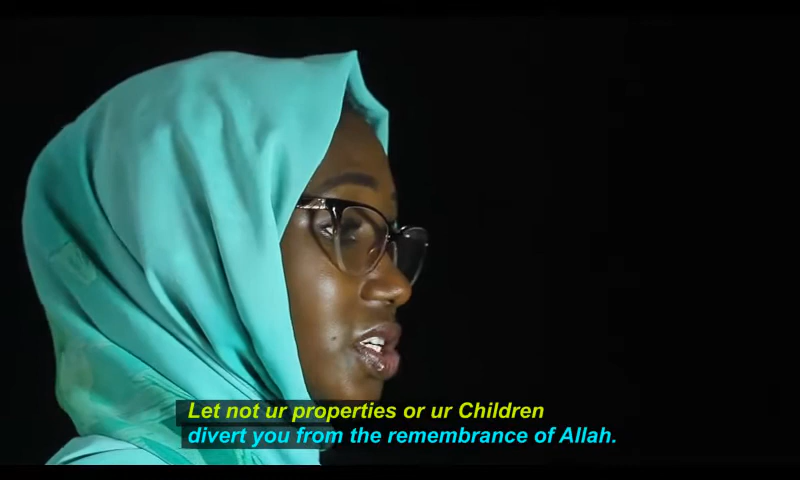 Let not ur properties or ur Children
divert you from the remembrance of Allah.